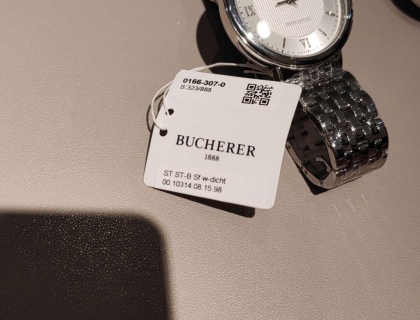 0166-307-0
S:323/888
BUCHERER
1888
ST ST-B Sf w-dicht
00.10314.08.15.98